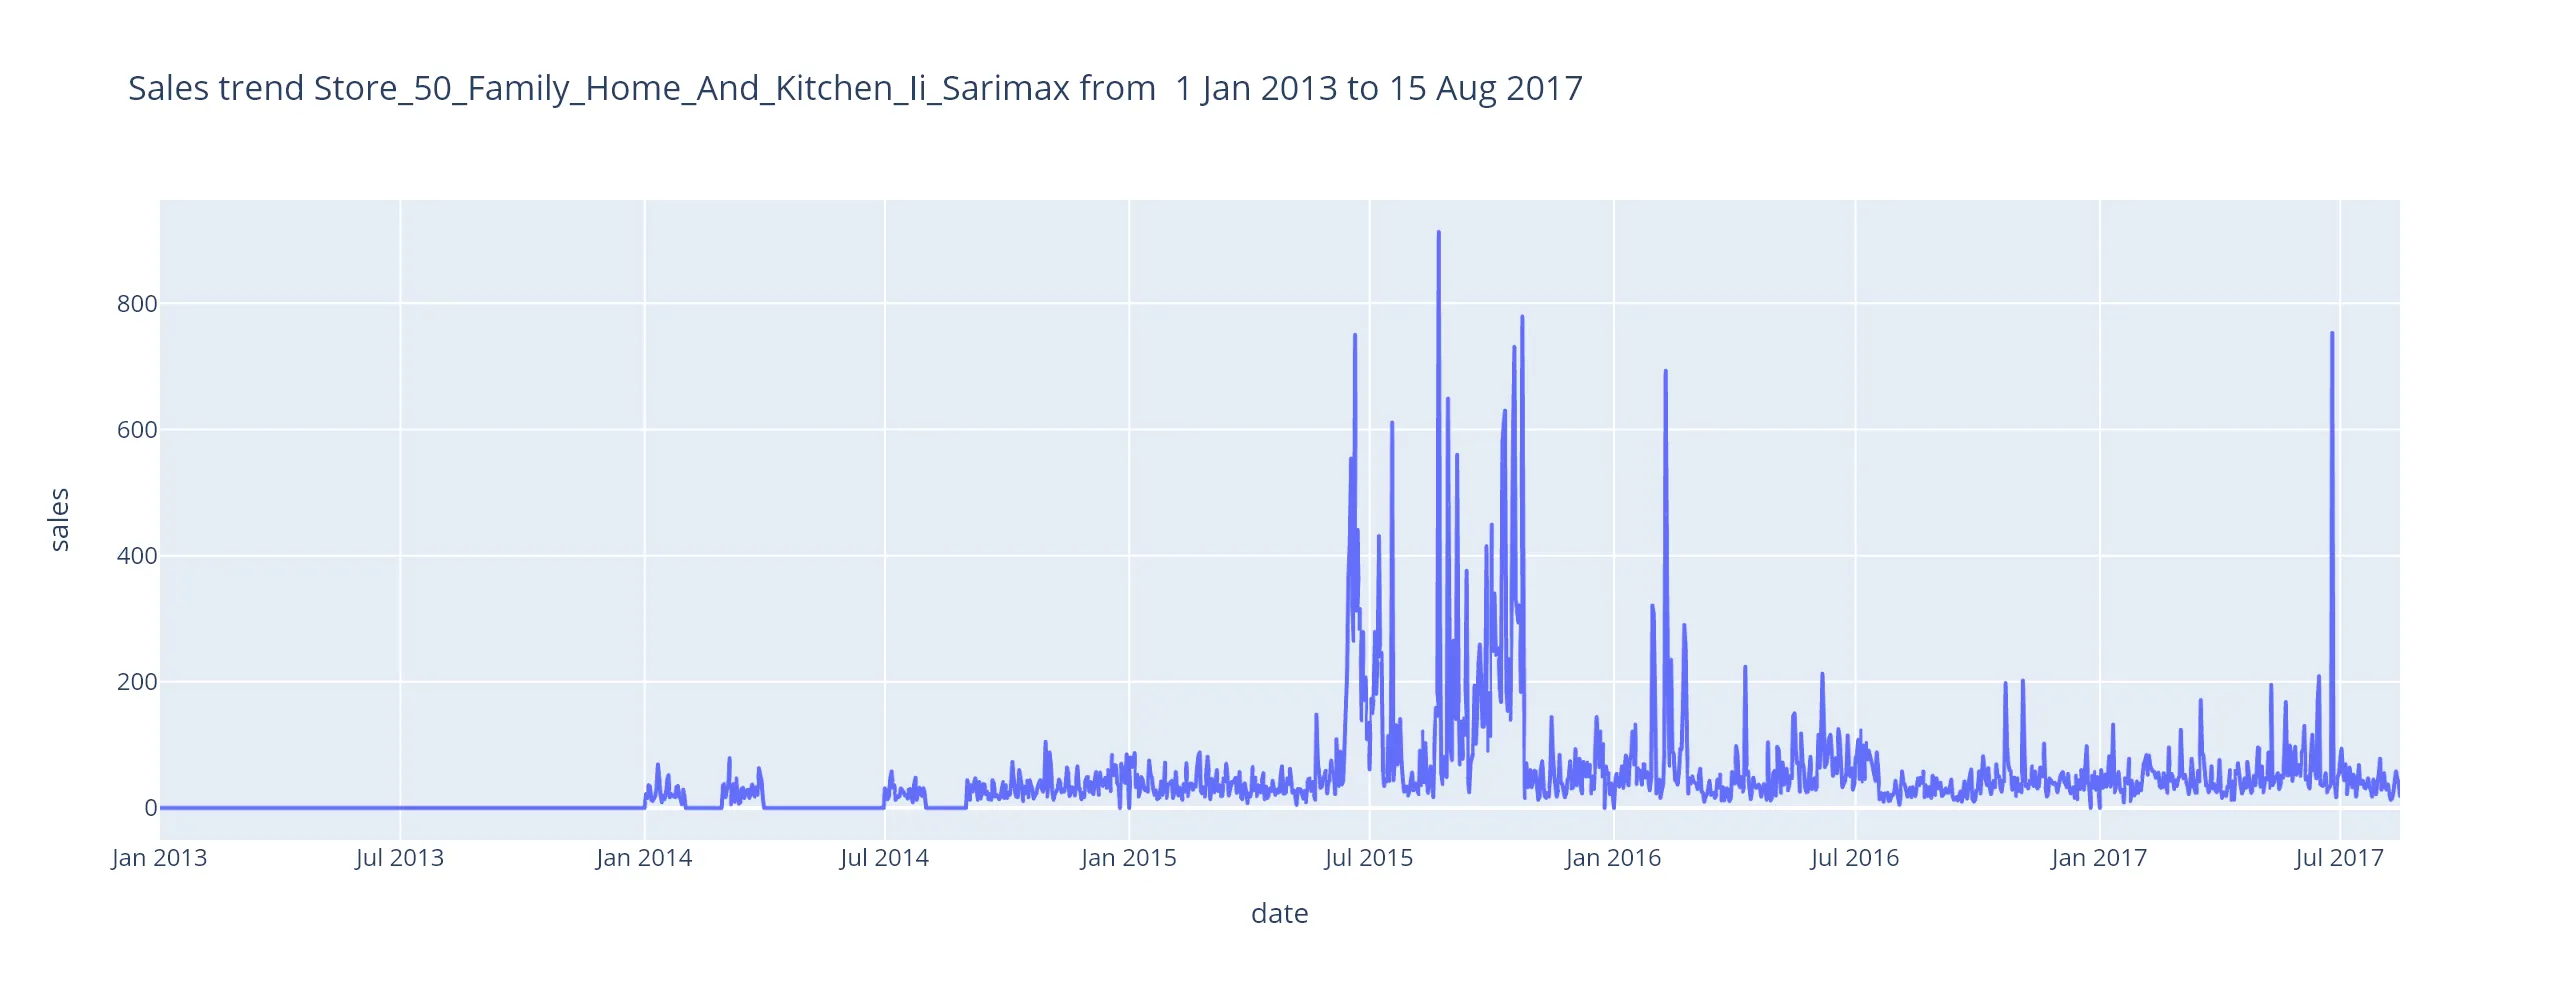 Sales trend Store_50_Family_Home_And_Kitchen_Ii_Sarimax from  1 Jan 2013 to 15 Aug 2017
800
600
400
200
0
sales
Jan 2013 Jul 2013 Jan 2014 Jul 2014 Jan 2015 Jul 2015 Jan 2016 Jul 2016 Jan 2017 Jul 2017
date